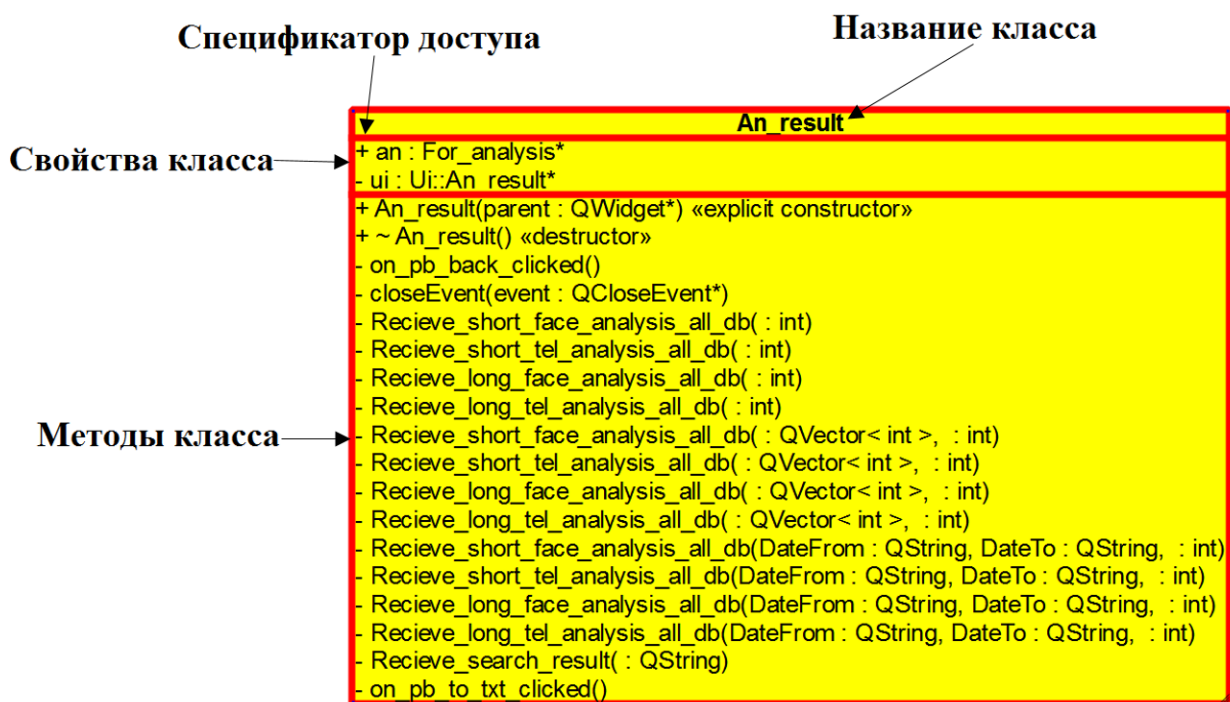 Спецификатор доступа
Название класса
An_result
Свойства класса
+ an : For_analysis*
- ui : Ui::An_result*
+ An_result(parent : QWidget*) «explicit constructor»
+ ~ An_result() «destructor»
- on_pb_back_clicked()
- closeEvent(event : QCloseEvent*)
- Recieve_short_face_analysis_all_db( : int)
- Recieve_short_tel_analysis_all_db( : int)
- Recieve_long_face_analysis_all_db( : int)
- Recieve_long_tel_analysis_all_db( : int)
Методы класса
- Recieve_short_face_analysis_all_db( : QVector< int >,  : int)
- Recieve_short_tel_analysis_all_db( : QVector< int >,  : int)
- Recieve_long_face_analysis_all_db( : QVector< int >,  : int)
- Recieve_long_tel_analysis_all_db( : QVector< int >,  : int)
- Recieve_short_face_analysis_all_db(DateFrom : QString, DateTo : QString,  : int)
- Recieve_short_tel_analysis_all_db(DateFrom : QString, DateTo : QString,  : int)
- Recieve_long_face_analysis_all_db(DateFrom : QString, DateTo : QString,  : int)
- Recieve_long_tel_analysis_all_db(DateFrom : QString, DateTo : QString,  : int)
- Recieve_search_result( : QString)
- on_pb_to_txt_clicked()